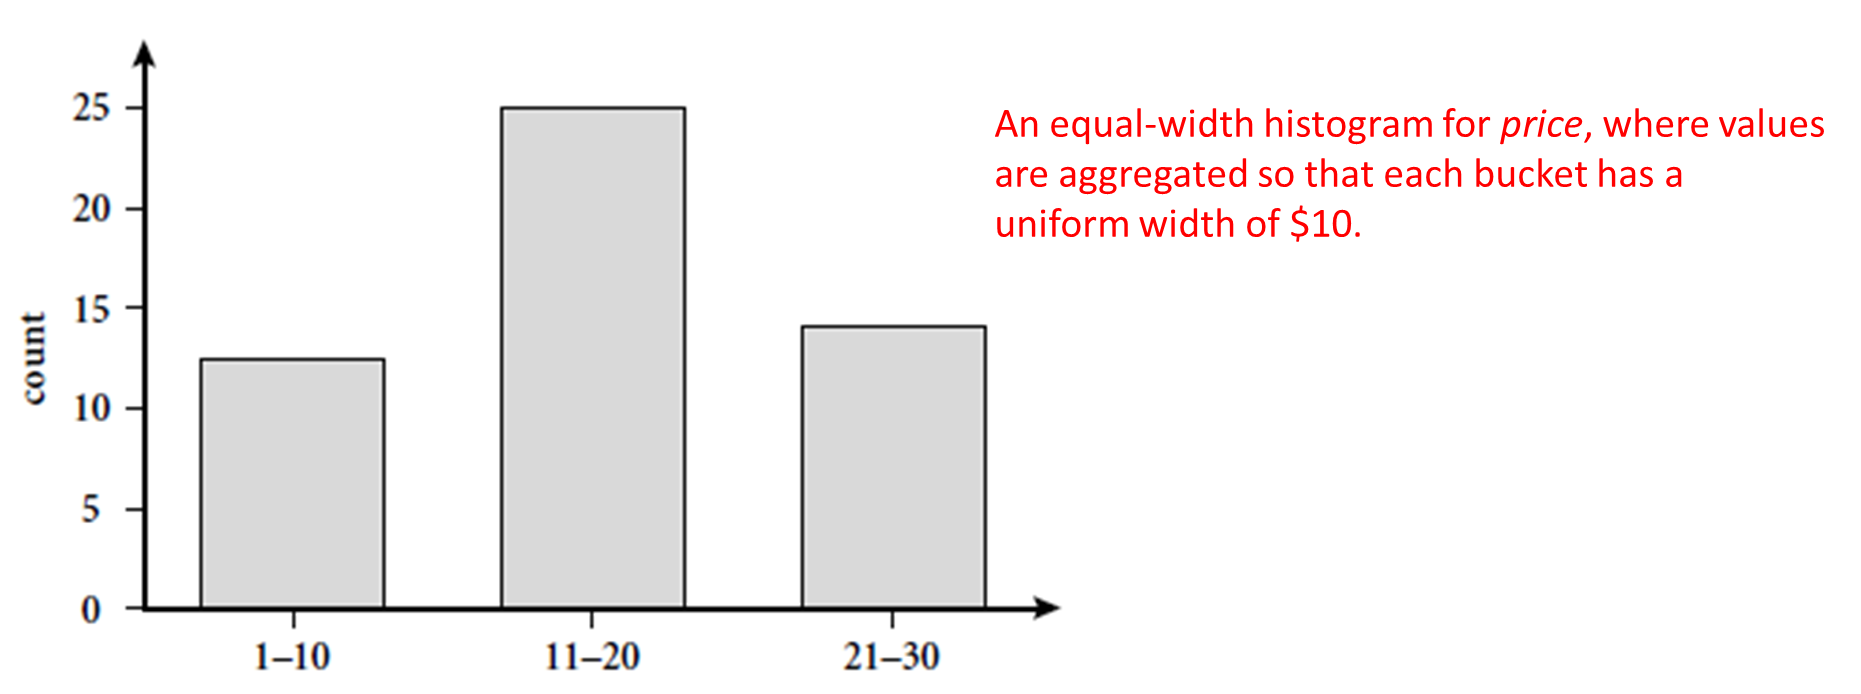 25
20
15
10
5
0
count
1–10
11–20
21–30
An equal-width histogram for price, where values
are aggregated so that each bucket has a
uniform width of $10.